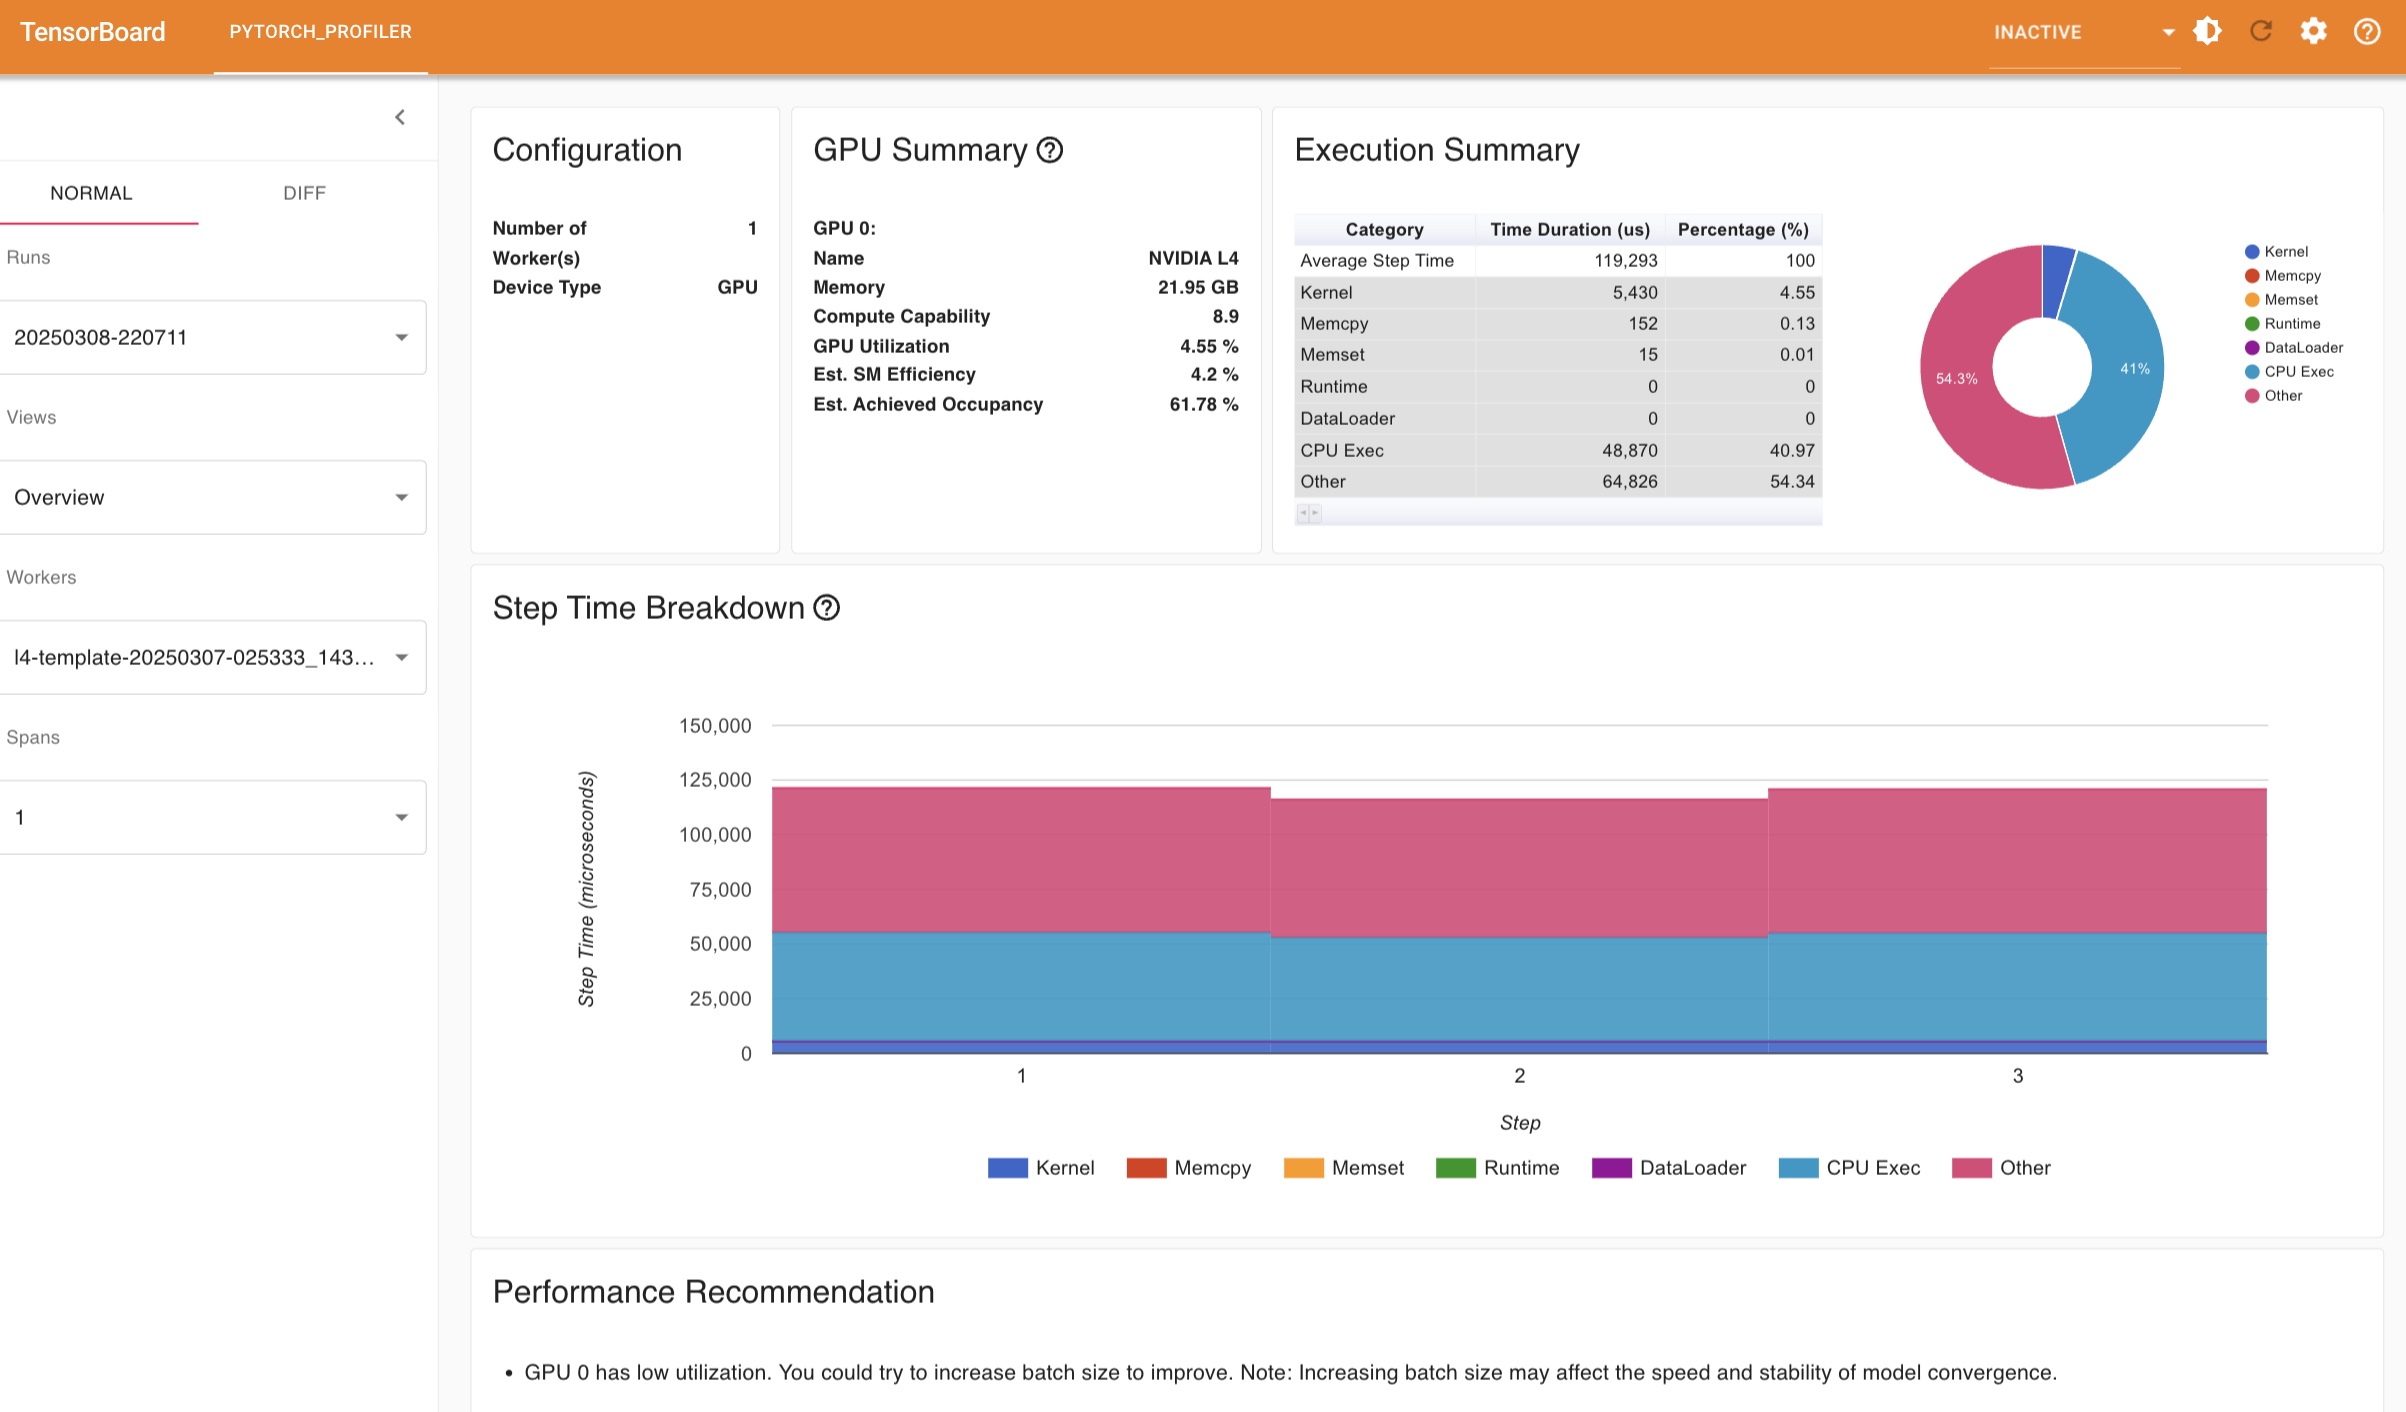 TensorBoard
PYTORCH_PROFILER
INACTIVE
NORMAL
DIFF
Runs
20250308-220711
Views
Overview
Workers
l4-template-20250307-025333_143...
Spans
1
Configuration
Number of Worker(s) 1
Device Type GPU
GPU Summary
GPU 0:
Name NVIDIA L4
Memory 21.95 GB
Compute Capability 8.9
GPU Utilization 4.55 %
Est. SM Efficiency 4.2 %
Est. Achieved Occupancy 61.78 %
Execution Summary
Category Time Duration (us) Percentage (%)
Average Step Time 119,293 100
Kernel 5,430 4.55
Memcpy 152 0.13
Memset 15 0.01
Runtime 0 0
DataLoader 0 0
CPU Exec 48,870 40.97
Other 64,826 54.34
54.3%
41%
Kernel
Memcpy
Memset
Runtime
DataLoader
CPU Exec
Other
Step Time Breakdown
Step Time (microseconds)
150,000
125,000
100,000
75,000
50,000
25,000
0
1 2 3
Step
Kernel Memcpy Memset Runtime DataLoader CPU Exec Other
Performance Recommendation
• GPU 0 has low utilization. You could try to increase batch size to improve. Note: Increasing batch size may affect the speed and stability of model convergence.